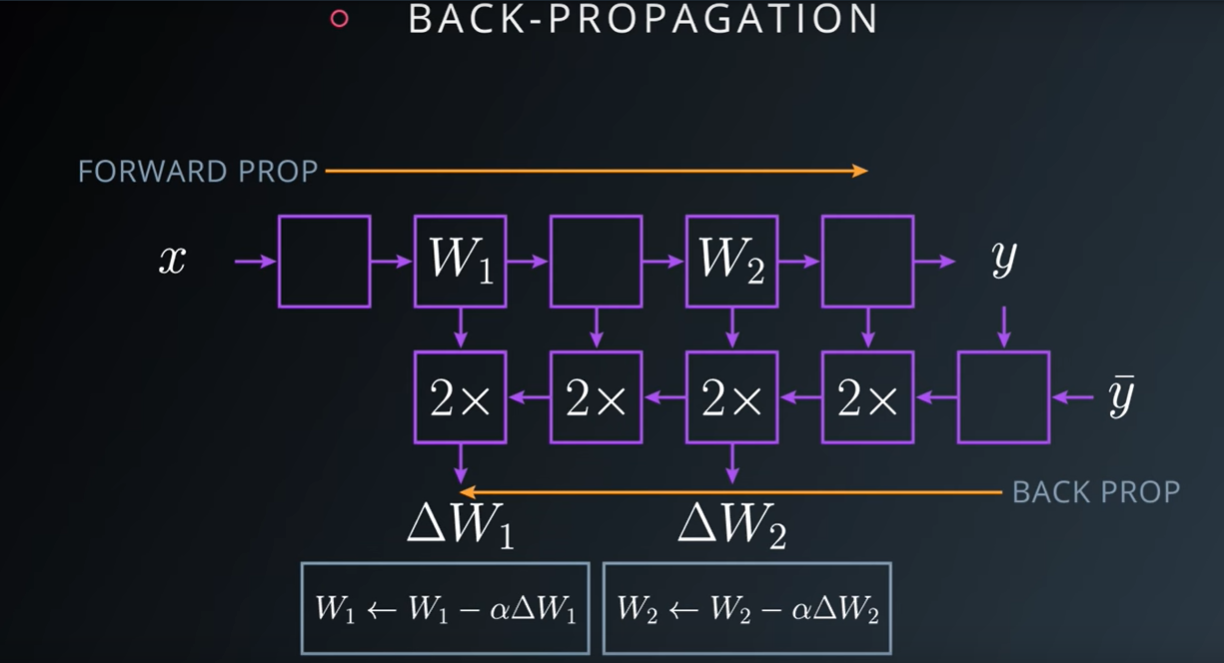 BACK-PROPAGATION
FORWARD PROP
x W₁ W₂ y
2× 2× 2× 2× ȳ
BACK PROP
ΔW₁ ΔW₂
W₁ ← W₁ − αΔW₁
W₂ ← W₂ − αΔW₂